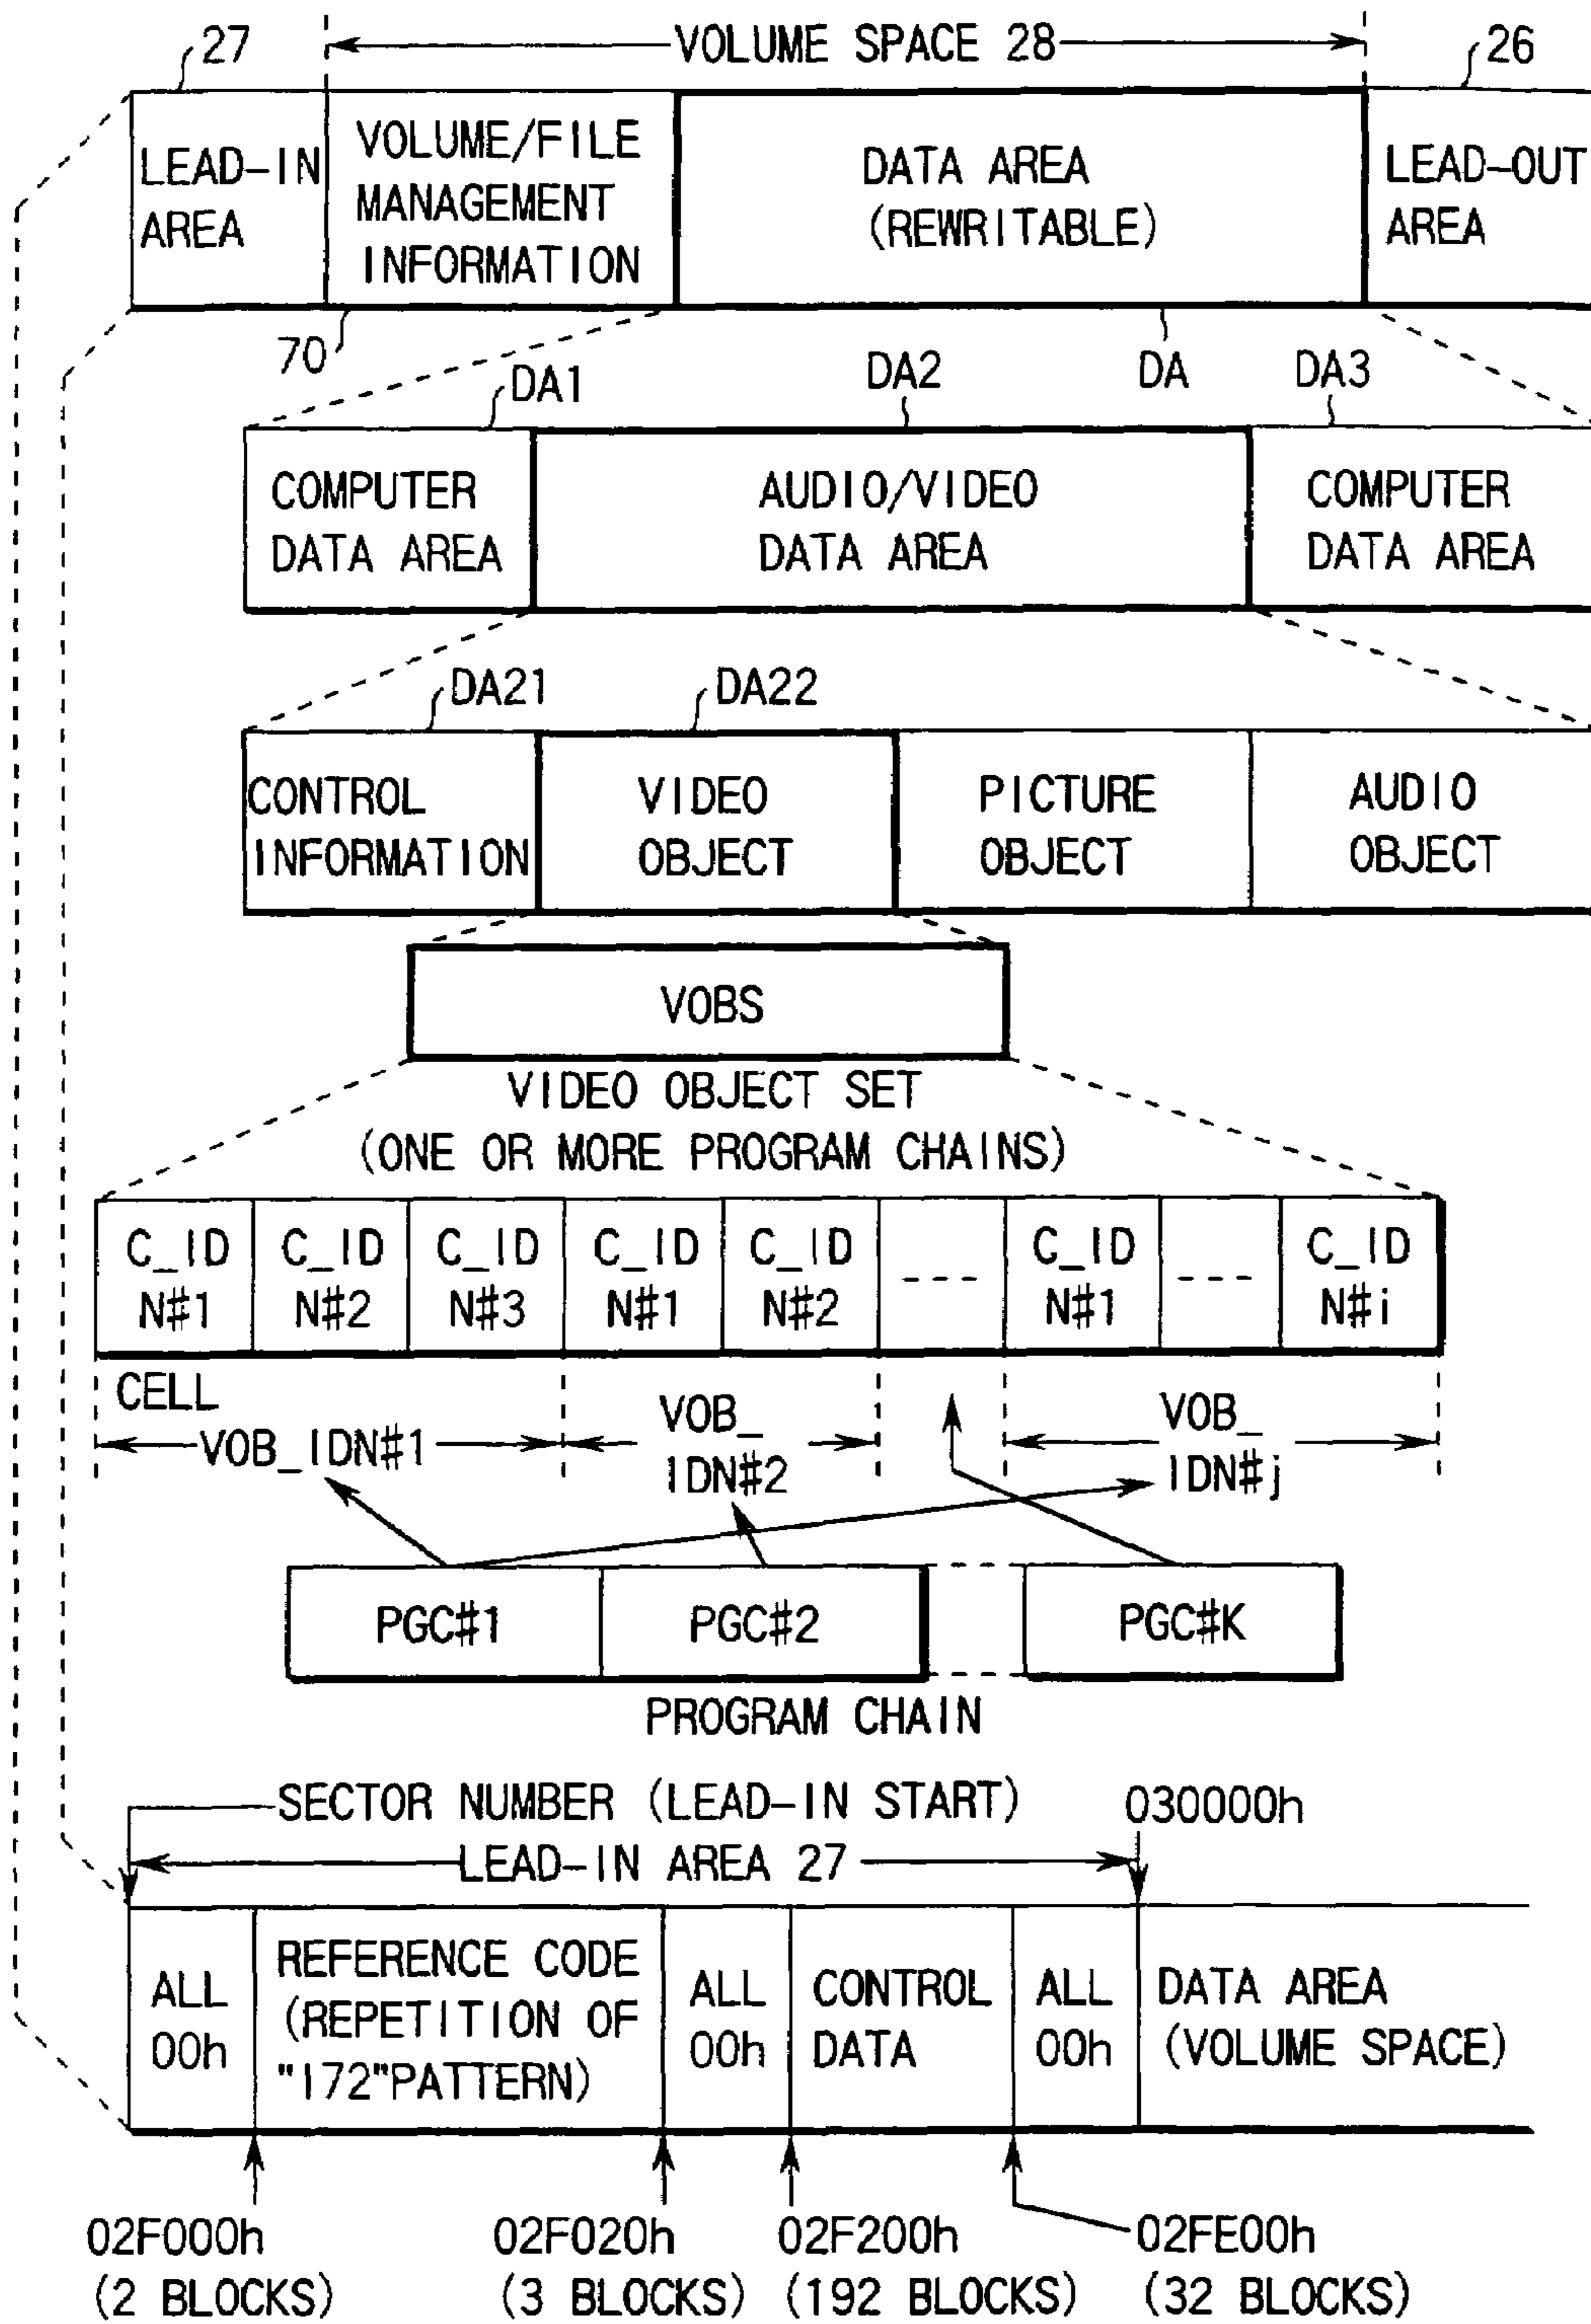 27
VOLUME SPACE 28
26
LEAD-IN
AREA
VOLUME/FILE
MANAGEMENT
INFORMATION
DATA AREA
(REWRITABLE)
LEAD-OUT
AREA
70
DA1
DA2
DA
DA3
COMPUTER
DATA AREA
AUDIO/VIDEO
DATA AREA
COMPUTER
DATA AREA
DA21
DA22
CONTROL
INFORMATION
VIDEO
OBJECT
PICTURE
OBJECT
AUDIO
OBJECT
VOBS
VIDEO OBJECT SET
(ONE OR MORE PROGRAM CHAINS)
C_ID
N#1
C_ID
N#2
C_ID
N#3
C_ID
N#1
C_ID
N#2
----
C_ID
N#1
----
C_ID
N#i
CELL
VOB_IDN#1
VOB_
IDN#2
VOB_
IDN#j
PGC#1
PGC#2
PGC#K
PROGRAM CHAIN
SECTOR NUMBER (LEAD-IN START)
030000h
LEAD-IN AREA 27
ALL
00h
REFERENCE CODE
(REPETITION OF
"172"PATTERN)
ALL
00h
CONTROL
DATA
ALL
00h
DATA AREA
(VOLUME SPACE)
02F000h
(2 BLOCKS)
02F020h
(3 BLOCKS)
02F200h
(192 BLOCKS)
02FE00h
(32 BLOCKS)